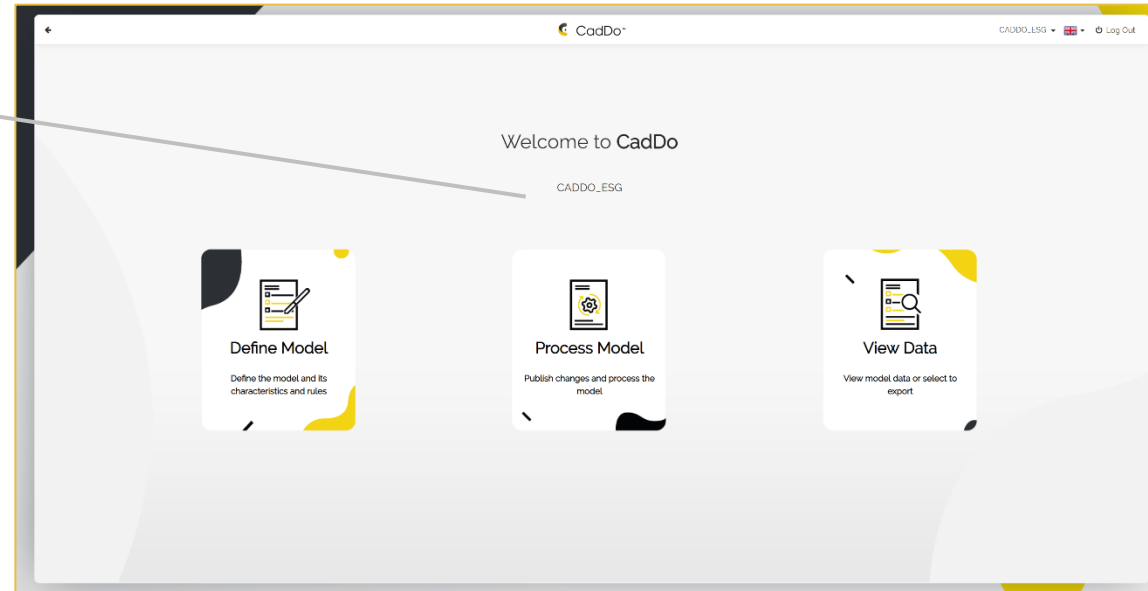 CadDo™
CADDO_ESG
Log Out
Welcome to CadDo
CADDO_ESG
Define Model
Define the model and its
characteristics and rules
Process Model
Publish changes and process the
model
View Data
View model data or select to
export